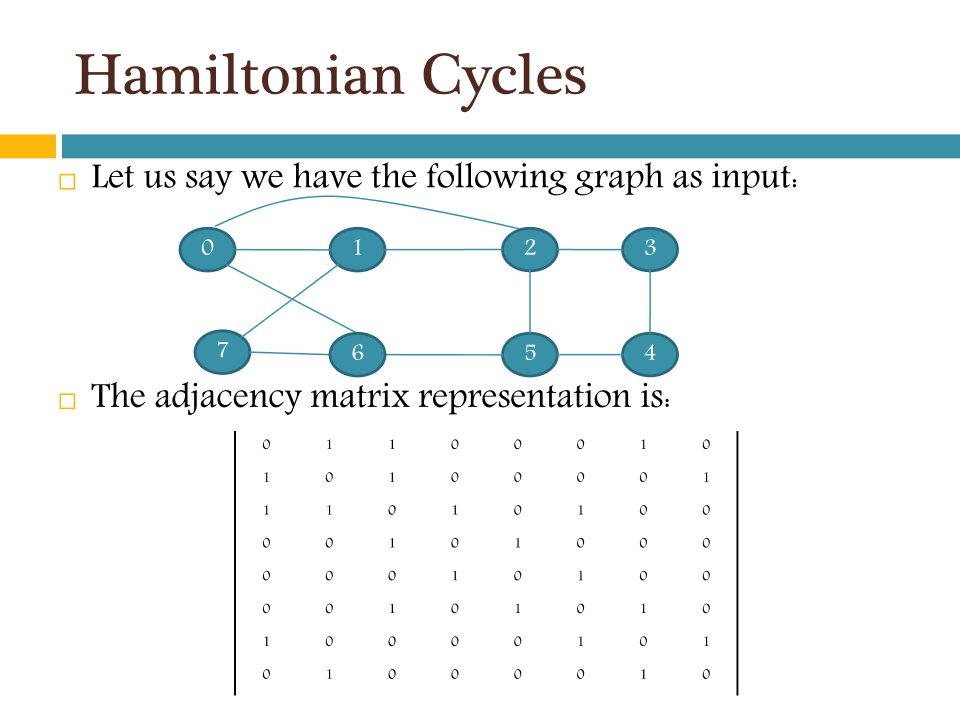 Hamiltonian Cycles
Let us say we have the following graph as input:
0 1 2 3
7 6 5 4
The adjacency matrix representation is:
0 1 1 0 0 0 1 0
1 0 1 0 0 0 0 1
1 1 0 1 0 1 0 0
0 0 1 0 1 0 0 0
0 0 0 1 0 1 0 0
0 0 1 0 1 0 1 0
1 0 0 0 0 1 0 1
0 1 0 0 0 0 1 0